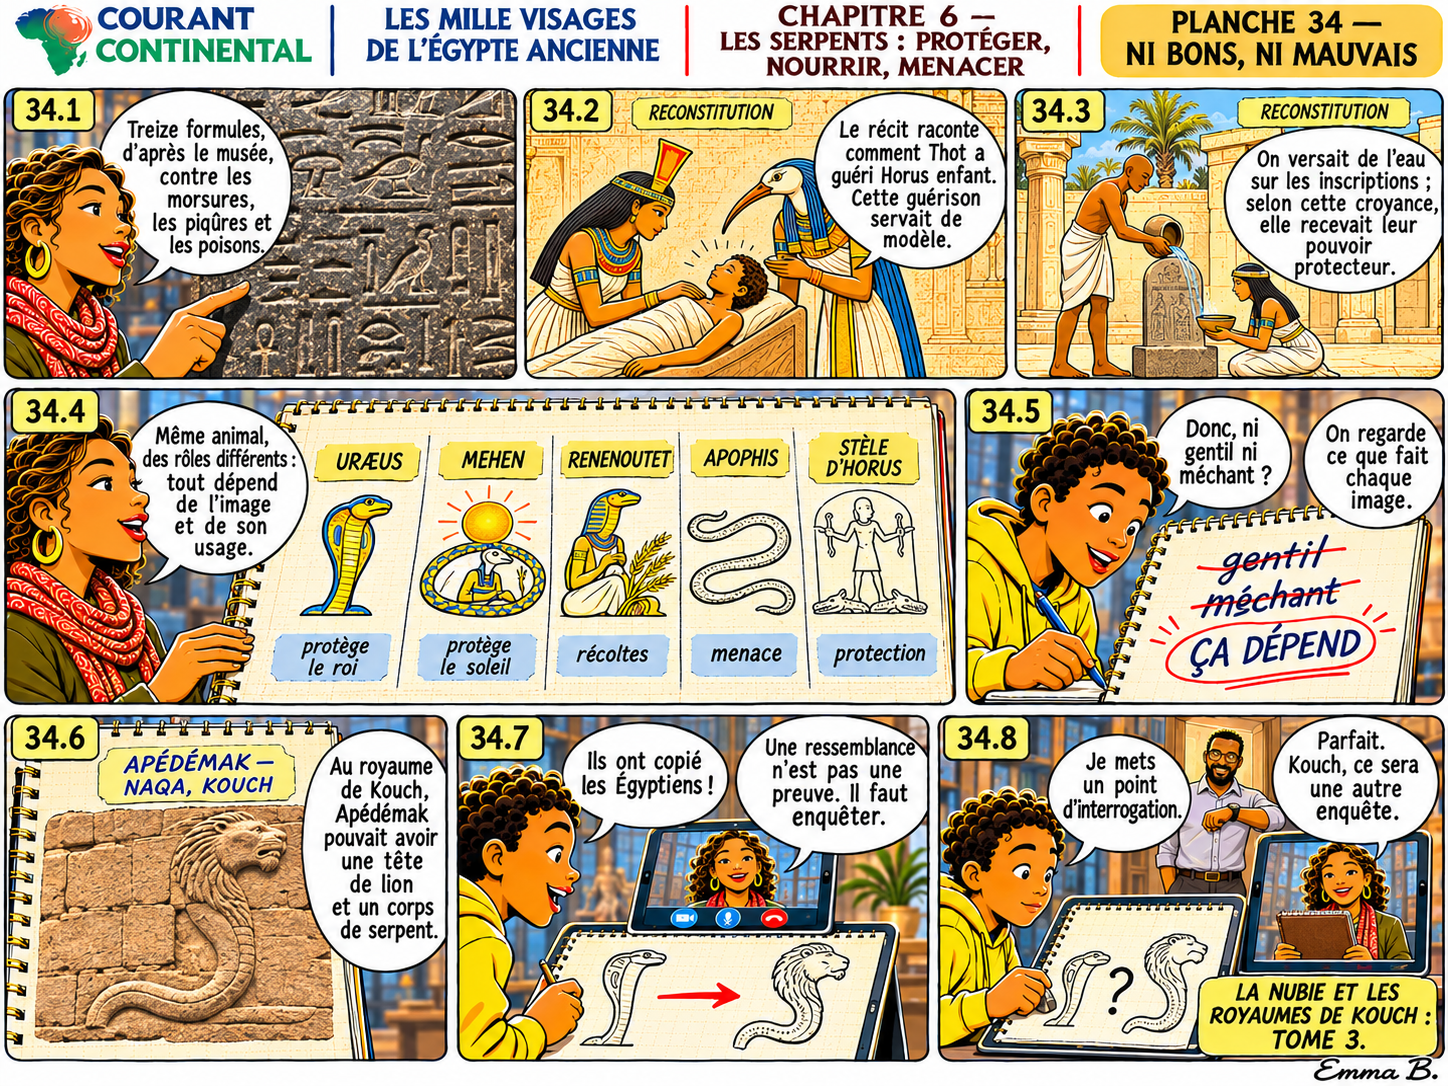 COURANT
CONTINENTAL
LES MILLE VISAGES
DE L'ÉGYPTE ANCIENNE
CHAPITRE 6 —
LES SERPENTS : PROTÉGER,
NOURRIR, MENACER
PLANCHE 34 —
NI BONS, NI MAUVAIS
34.1
Treize formules,
d'après le musée,
contre les
morsures,
les piqûres et
les poisons.
34.2
RECONSTITUTION
Le récit raconte
comment Thot a
guéri Horus enfant.
Cette guérison
servait de
modèle.
34.3
RECONSTITUTION
On versait de l'eau
sur les inscriptions ;
selon cette croyance,
elle recevait leur
pouvoir
protecteur.
34.4
Même animal,
des rôles différents :
tout dépend
de l'image
et de son
usage.
URÆUS
MEHEN
RENENOUTET
APOPHIS
STÈLE
D'HORUS
protège
le roi
protège
le soleil
récoltes
menace
protection
34.5
Donc, ni
gentil ni
méchant ?
On regarde
ce que fait
chaque
image.
gentil
méchant
ÇA DÉPEND
34.6
APÉDÉMAK —
NAQA, KOUCH
Au royaume
de Kouch,
Apédémak
pouvait avoir
une tête
de lion
et un corps
de serpent.
34.7
Ils ont copié
les Égyptiens !
Une ressemblance
n'est pas une
preuve. Il faut
enquêter.
34.8
Je mets
un point
d'interrogation.
Parfait.
Kouch, ce sera
une autre
enquête.
?
LA NUBIE ET LES
ROYAUMES DE KOUCH :
TOME 3.
Emma B.